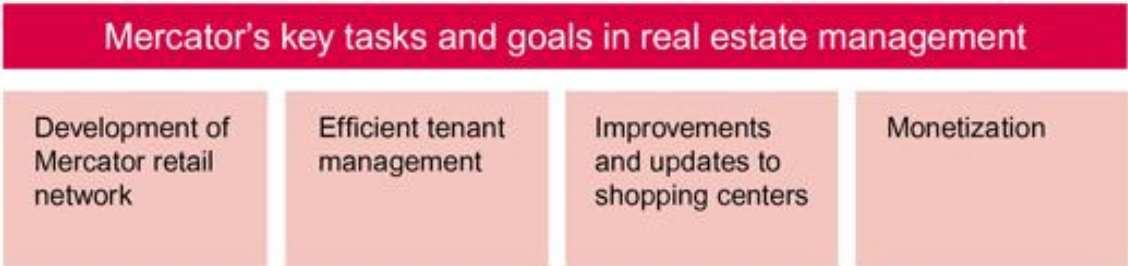 Mercator's key tasks and goals in real estate management
Development of
Mercator retail
network
Efficient tenant
management
Improvements
and updates to
shopping centers
Monetization